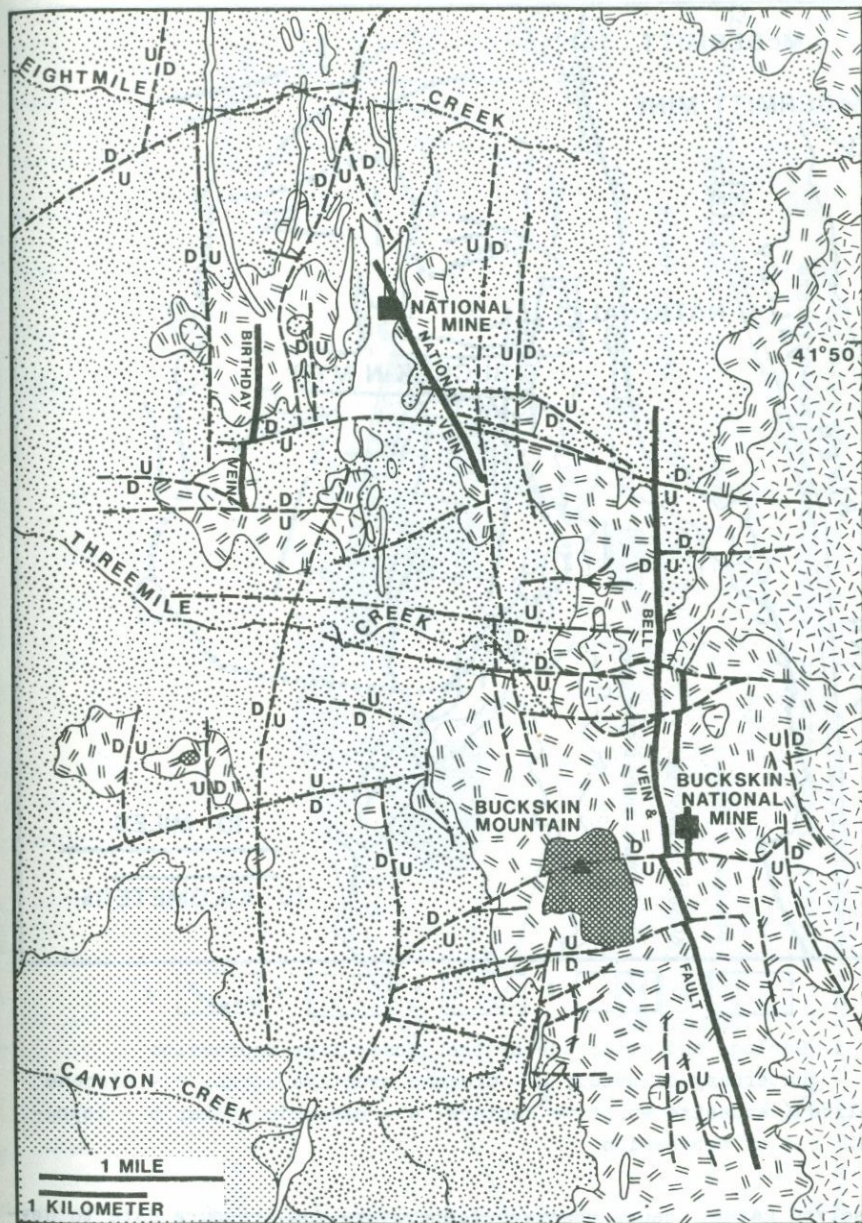 U D
EIGHTMILE
CREEK
D
U
D U D
D U
U D
NATIONAL
MINE
U D
41°50
BIRTHDAY
D U
NATIONAL
VEIN
U
D
D
U
VEIN
U
D
D
U
D
U
D
D U
BELL
THREEMILE
CREEK
U
D
D
U
D U
U
D
D U
U D
U
D
U D
BUCKSKIN
MOUNTAIN
VEIN &
BUCKSKIN
NATIONAL
MINE
D
U
D
U
D U
D
U
U
D
FAULT
CANYON CREEK
D U
1 MILE
1 KILOMETER